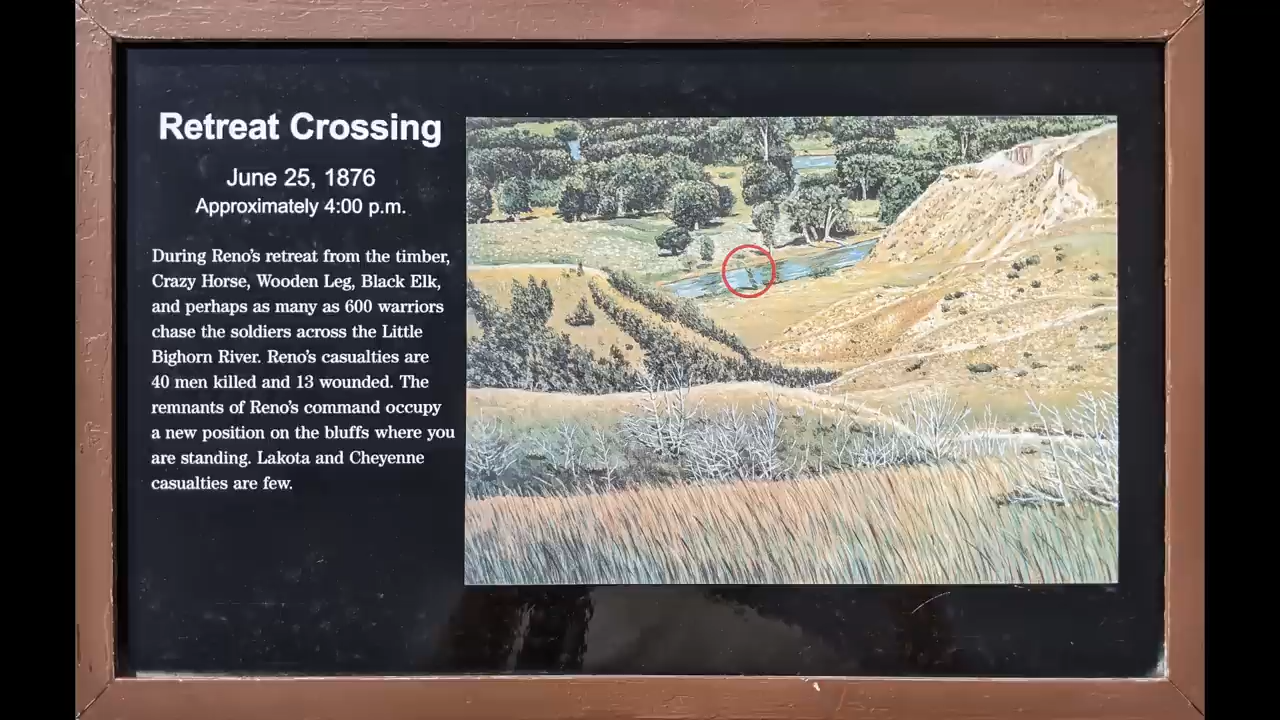 Retreat Crossing
June 25, 1876
Approximately 4:00 p.m.
During Reno's retreat from the timber,
Crazy Horse, Wooden Leg, Black Elk,
and perhaps as many as 600 warriors
chase the soldiers across the Little
Bighorn River. Reno's casualties are
40 men killed and 13 wounded. The
remnants of Reno's command occupy
a new position on the bluffs where you
are standing. Lakota and Cheyenne
casualties are few.